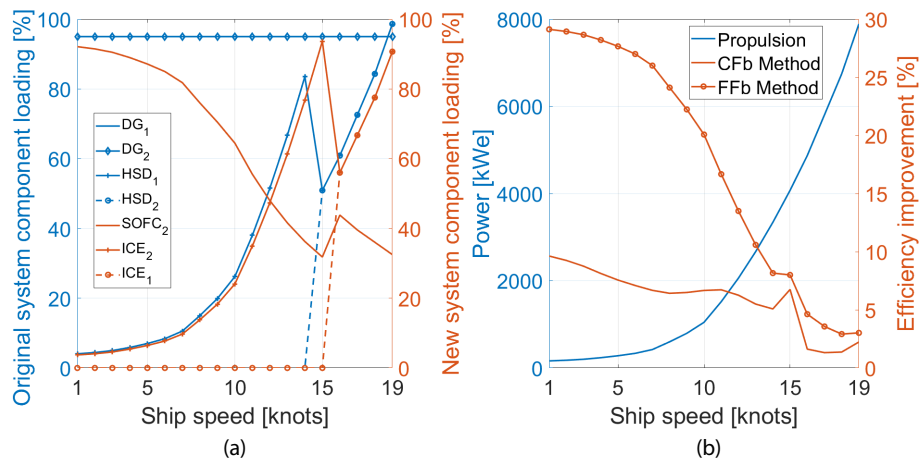 Original system component loading [%]
100
80
60
40
20
0
DG1
DG2
HSD1
HSD2
SOFC2
ICE2
ICE1
1
5
10
15
19
Ship speed [knots]
100
80
60
40
20
0
New system component loading [%]
(a)
Power [kWe]
8000
6000
4000
2000
0
Propulsion
CFb Method
FFb Method
1
5
10
15
19
Ship speed [knots]
30
25
20
15
10
5
0
Efficiency improvement [%]
(b)